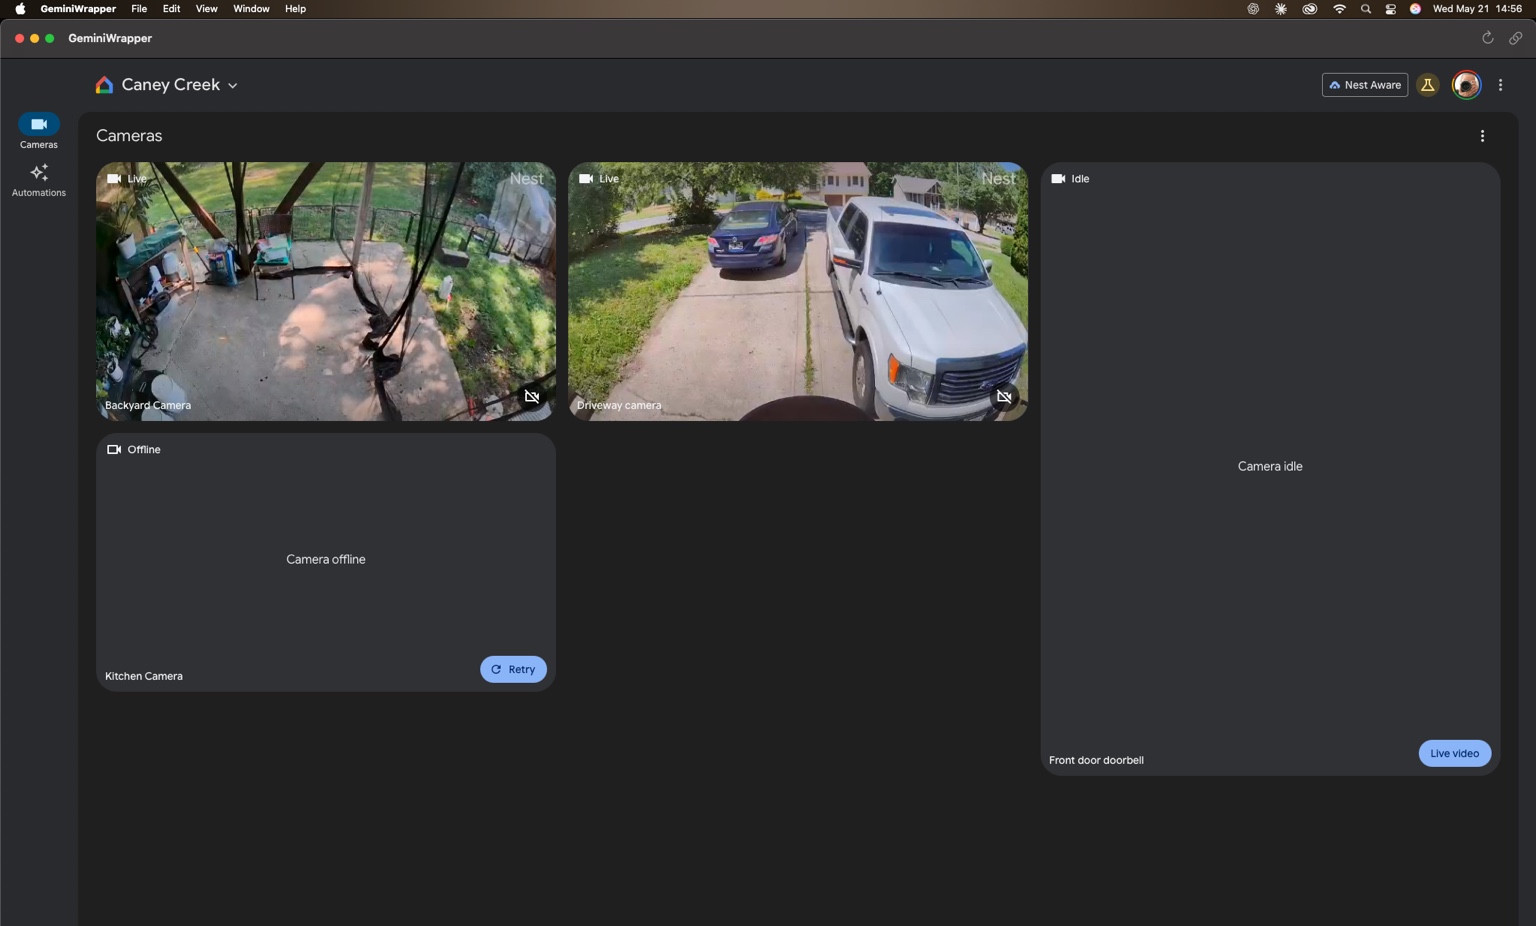 GeminiWrapper File Edit View Window Help
Wed May 21 14:56
GeminiWrapper
Caney Creek
Nest Aware
Cameras
Automations
Cameras
Live
Nest
Backyard Camera
Live
Nest
Driveway camera
Idle
Camera idle
Front door doorbell
Live video
Offline
Camera offline
Kitchen Camera
Retry